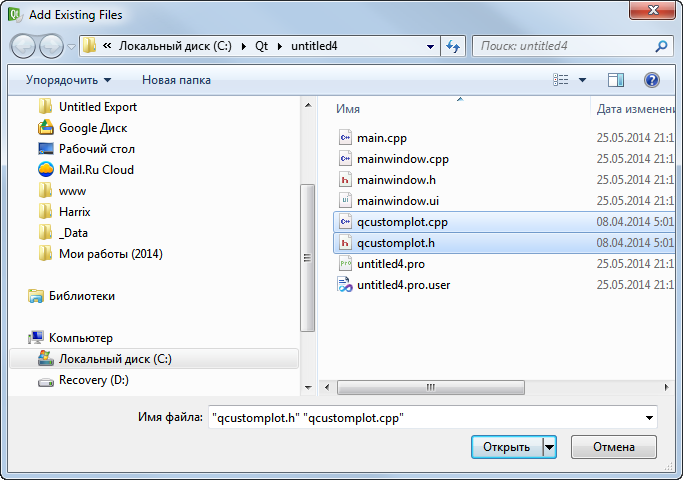 Add Existing Files
Локальный диск (C:) Qt untitled4
Поиск: untitled4
Упорядочить Новая папка
Untitled Export
Google Диск
Рабочий стол
Mail.Ru Cloud
www
Harrix
_Data
Мои работы (2014)
Библиотеки
Компьютер
Локальный диск (C:)
Recovery (D:)
Имя Дата изменени
main.cpp 25.05.2014 21:1
mainwindow.cpp 25.05.2014 21:1
mainwindow.h 25.05.2014 21:1
mainwindow.ui 25.05.2014 21:1
qcustomplot.cpp 08.04.2014 5:01
qcustomplot.h 08.04.2014 5:01
untitled4.pro 25.05.2014 21:1
untitled4.pro.user 25.05.2014 21:1
Имя файла: "qcustomplot.h" "qcustomplot.cpp"
Открыть Отмена